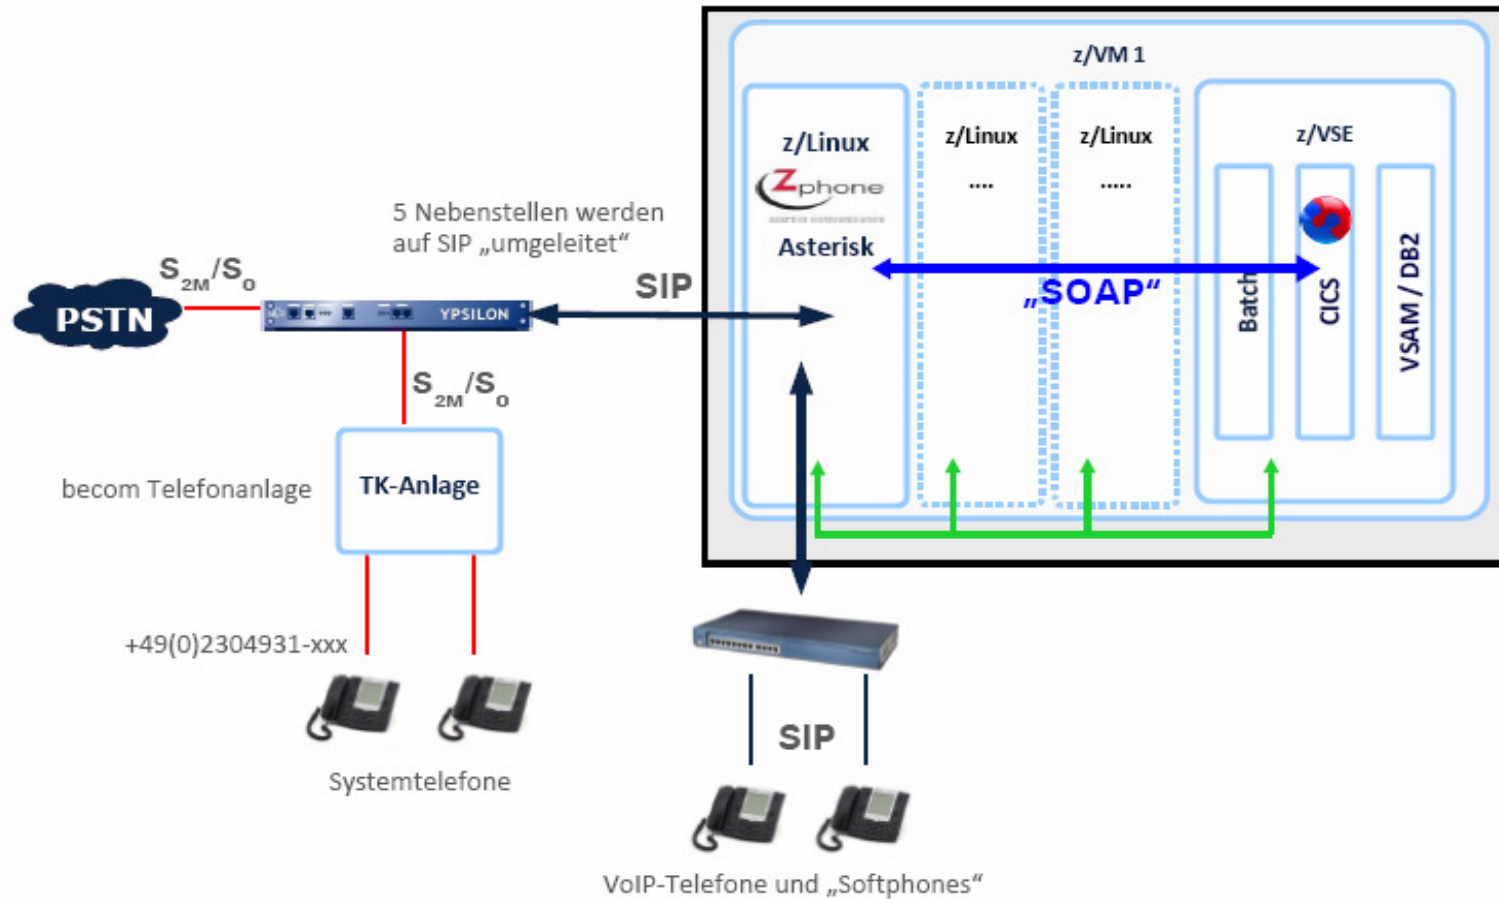 z/VM 1
z/Linux
Zphone
Asterisk
z/Linux
....
z/Linux
.....
z/VSE
Batch
CICS
VSAM / DB2
„SOAP“
5 Nebenstellen werden
auf SIP „umgeleitet“
SIP
S2M/S0
PSTN
YPSILON
S2M/S0
becom Telefonanlage
TK-Anlage
+49(0)2304931-xxx
Systemtelefone
SIP
VoIP-Telefone und „Softphones“